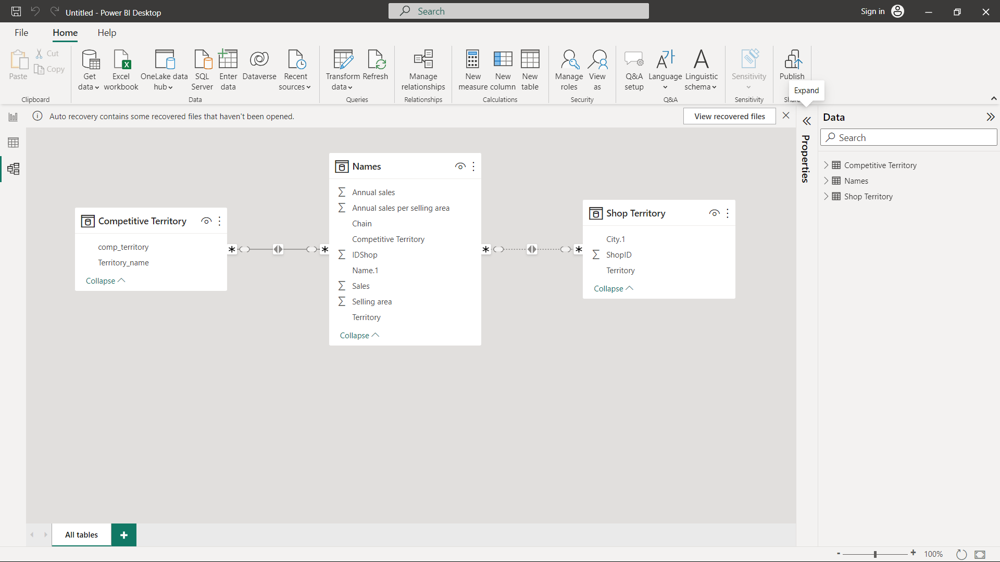 Untitled - Power BI Desktop
Search
Sign in
File
Home
Help
Paste
Cut
Copy
Clipboard
Get data
Excel workbook
OneLake data hub
SQL Server
Enter data
Dataverse
Recent sources
Data
Transform data
Refresh
Queries
Manage relationships
Relationships
New measure
New column
New table
Calculations
Manage roles
View as
Security
Q&A setup
Language
Linguistic schema
Q&A
Sensitivity
Sensitivity
Publish
Expand
Auto recovery contains some recovered files that haven't been opened.
View recovered files
Properties
Data
Search
Competitive Territory
Names
Shop Territory
Competitive Territory
comp_territory
Territory_name
Collapse
Names
Annual sales
Annual sales per selling area
Chain
Competitive Territory
IDShop
Name.1
Sales
Selling area
Territory
Collapse
Shop Territory
City.1
ShopID
Territory
Collapse
All tables
+
- + 100%